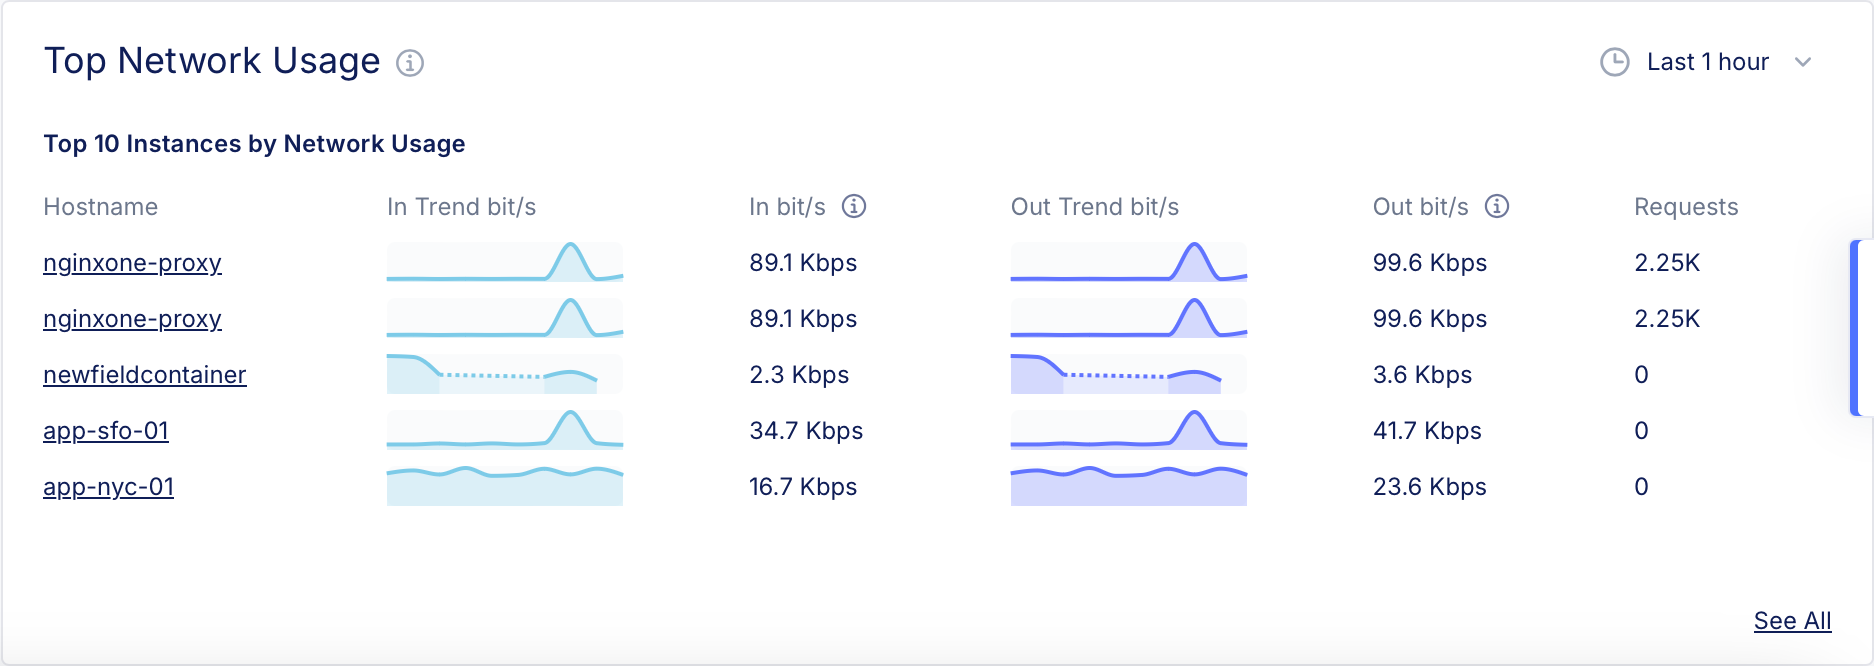 Top Network Usage
Last 1 hour
Top 10 Instances by Network Usage
Hostname In Trend bit/s In bit/s Out Trend bit/s Out bit/s Requests
nginxone-proxy 89.1 Kbps 99.6 Kbps 2.25K
nginxone-proxy 89.1 Kbps 99.6 Kbps 2.25K
newfieldcontainer 2.3 Kbps 3.6 Kbps 0
app-sfo-01 34.7 Kbps 41.7 Kbps 0
app-nyc-01 16.7 Kbps 23.6 Kbps 0
See All